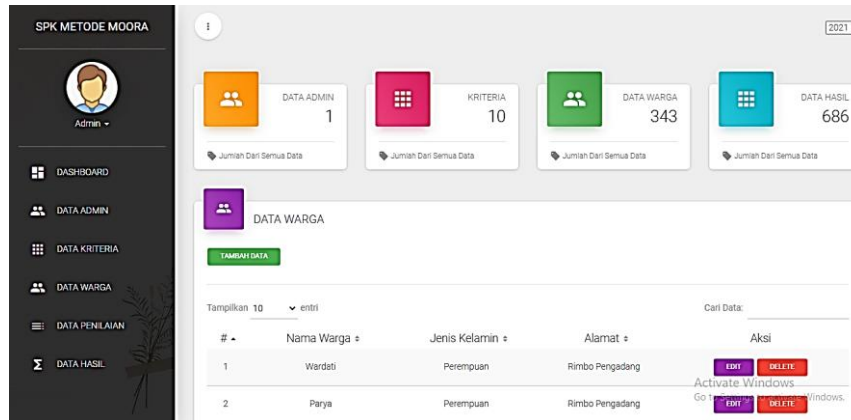 SPK METODE MOORA
2021
Admin
DASHBOARD
DATA ADMIN
DATA KRITERIA
DATA WARGA
DATA PENILAIAN
DATA HASIL
DATA ADMIN
1
Jumlah Dari Semua Data
KRITERIA
10
Jumlah Dari Semua Data
DATA WARGA
343
Jumlah Dari Semua Data
DATA HASIL
686
Jumlah Dari Semua Data
DATA WARGA
TAMBAH DATA
Tampilkan 10 entri
Cari Data:
# Nama Warga Jenis Kelamin Alamat Aksi
1 Wardati Perempuan Rimbo Pengadang EDIT DELETE
2 Parya Perempuan Rimbo Pengadang EDIT DELETE
Activate Windows
Go to Windows.